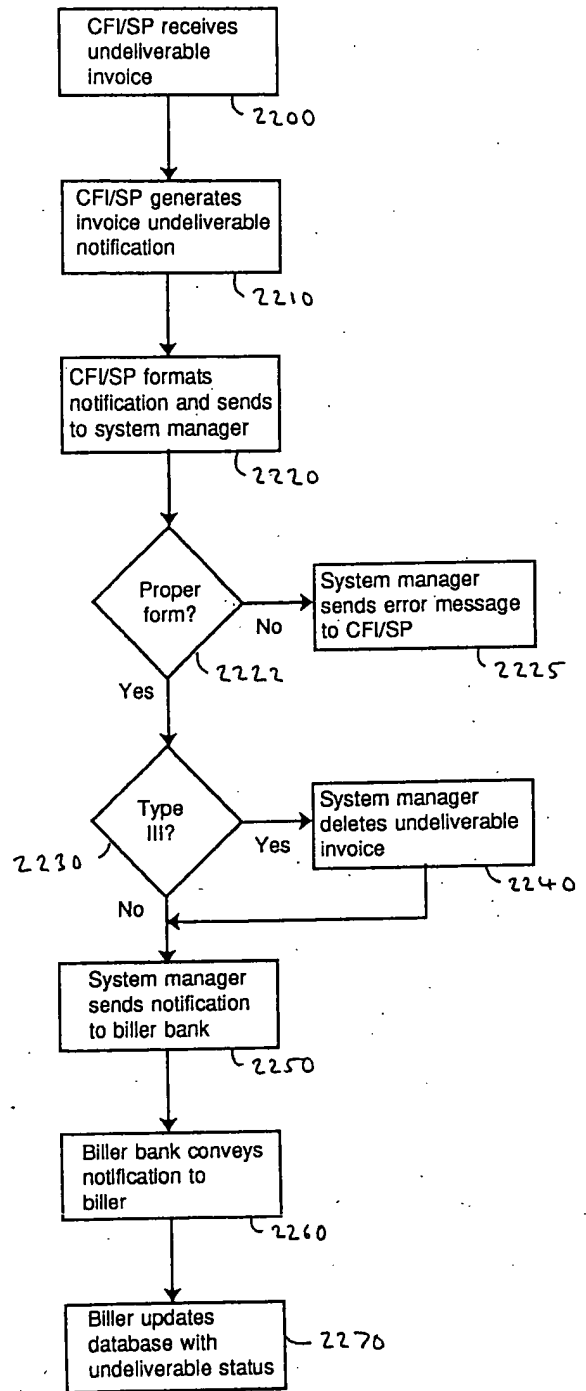 CFI/SP receives
undeliverable
invoice
2200
CFI/SP generates
invoice undeliverable
notification
2210
CFI/SP formats
notification and sends
to system manager
2220
Proper
form?
No
2222
Yes
System manager
sends error message
to CFI/SP
2225
Type
III?
Yes
2230
No
System manager
deletes undeliverable
invoice
2240
System manager
sends notification
to biller bank
2250
Biller bank conveys
notification to
biller
2260
Biller updates
database with
undeliverable status
2270